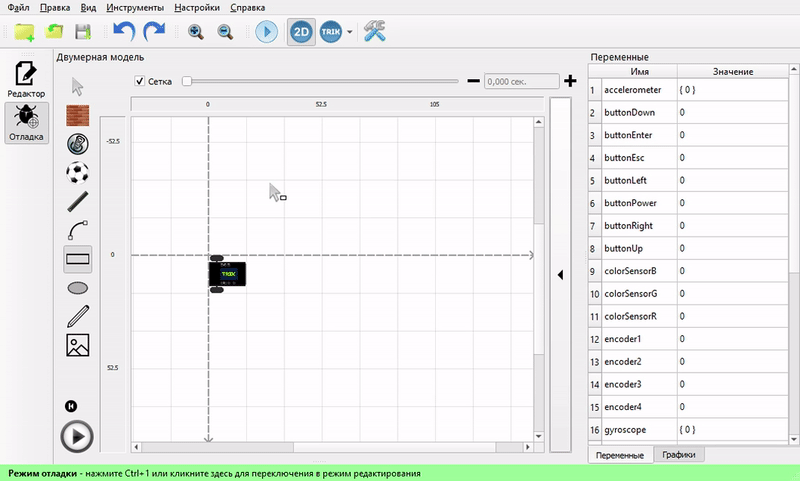 Файл Правка Вид Инструменты Настройки Справка
2D TRIK
Двумерная модель
Переменные
Редактор
Отладка
Сетка
0,000 сек.
0 52.5 105
-52.5
0
52.5
TRIK
Имя Значение
1 accelerometer { 0 }
2 buttonDown 0
3 buttonEnter 0
4 buttonEsc 0
5 buttonLeft 0
6 buttonPower 0
7 buttonRight 0
8 buttonUp 0
9 colorSensorB 0
10 colorSensorG 0
11 colorSensorR 0
12 encoder1 0
13 encoder2 0
14 encoder3 0
15 encoder4 0
16 gyroscope { 0 }
Переменные Графики
Режим отладки - нажмите Ctrl+1 или кликните здесь для переключения в режим редактирования